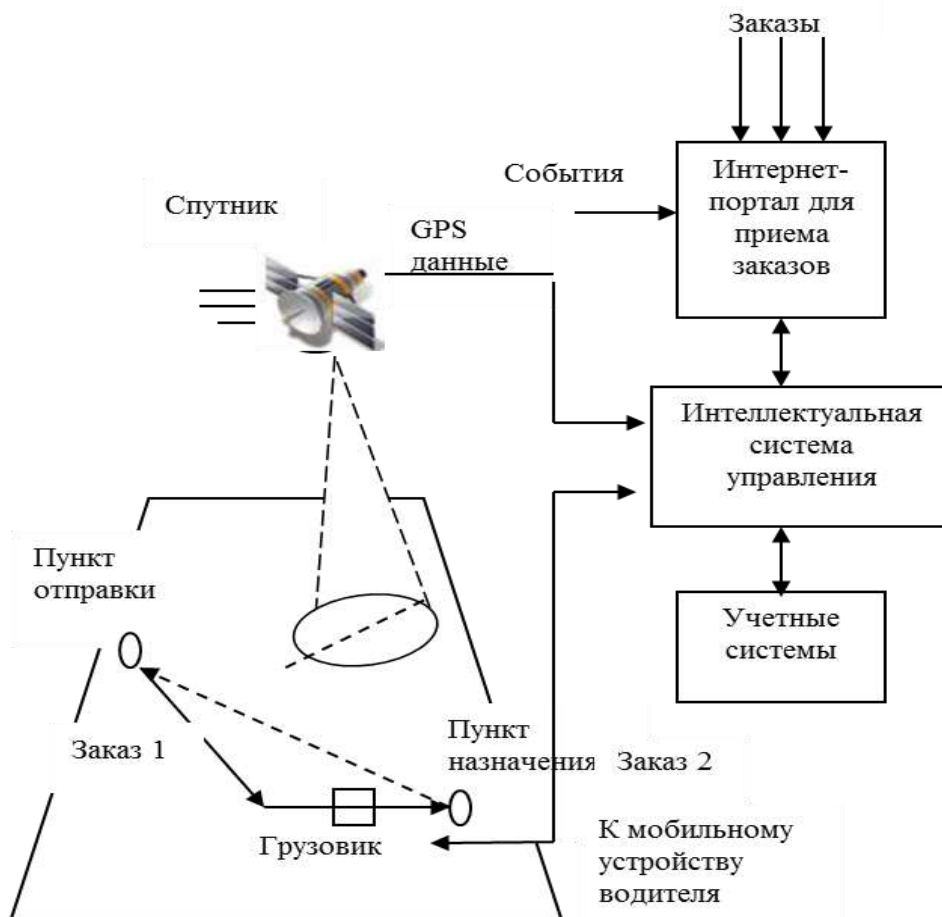 Заказы
Интернет-
портал для
приема
заказов
События
Спутник
GPS
данные
Интеллектуальная
система
управления
Пункт
отправки
Учетные
системы
Заказ 1
Пункт
назначения
Заказ 2
Грузовик
К мобильному
устройству
водителя